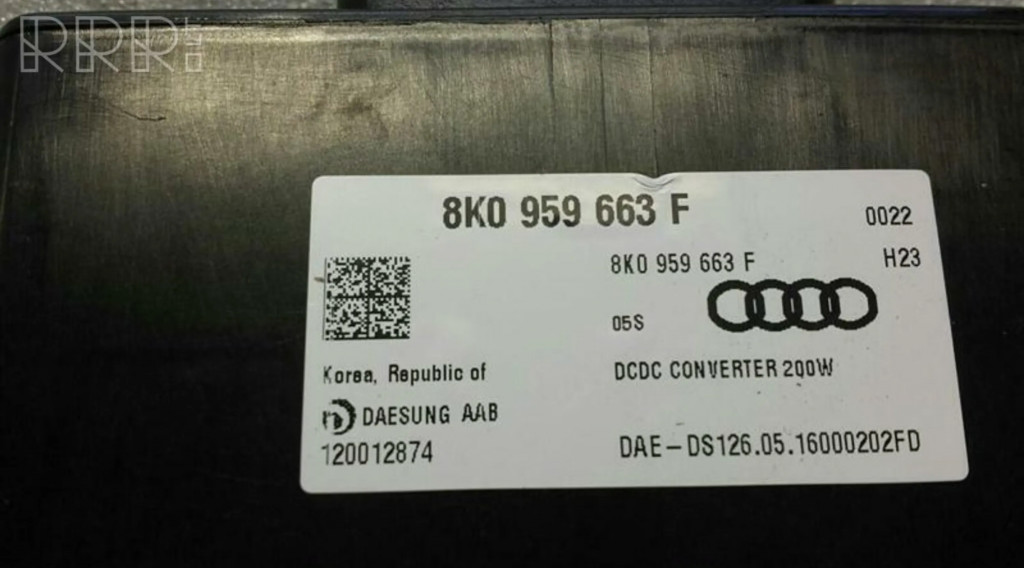 RRR.LT
8K0 959 663 F
0022
8K0 959 663 F
H23
05S
Korea, Republic of
DCDC CONVERTER 200W
DAESUNG AAB
120012874
DAE-DS126.05.16000202FD